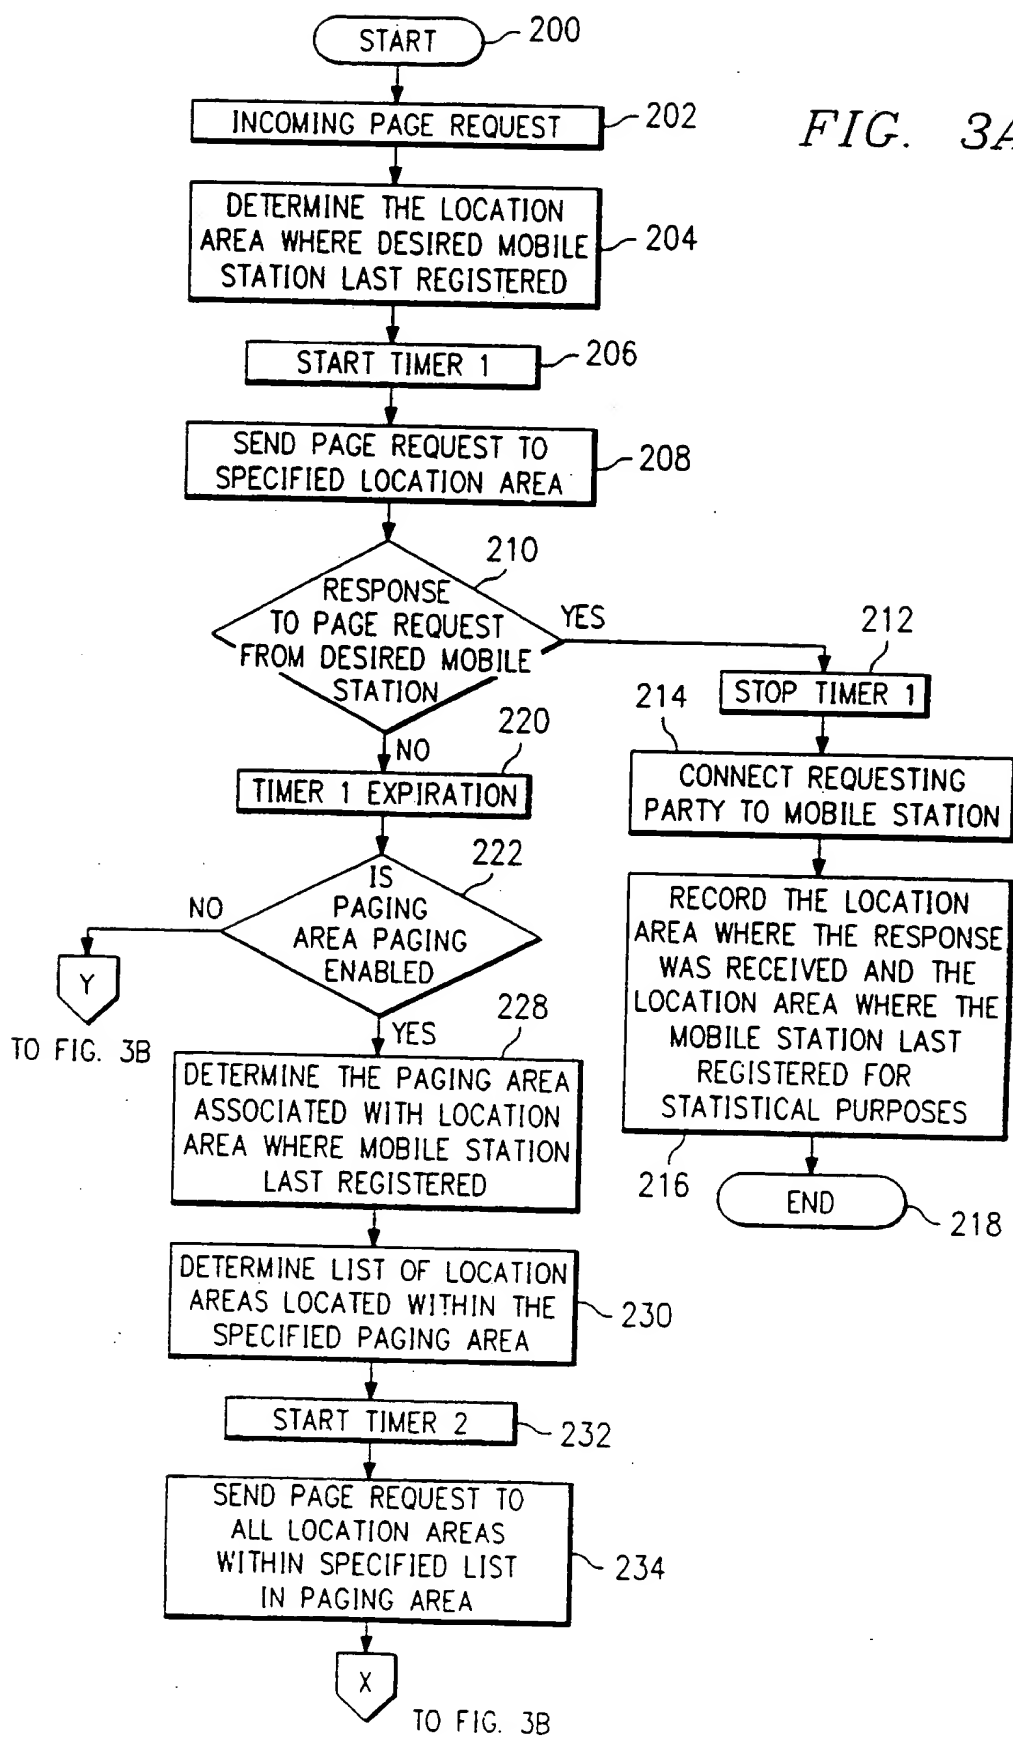 START
200
INCOMING PAGE REQUEST
202
FIG. 3A
DETERMINE THE LOCATION
AREA WHERE DESIRED MOBILE
STATION LAST REGISTERED
204
START TIMER 1
206
SEND PAGE REQUEST TO
SPECIFIED LOCATION AREA
208
210
RESPONSE
TO PAGE REQUEST
FROM DESIRED MOBILE
STATION
YES
212
STOP TIMER 1
214
CONNECT REQUESTING
PARTY TO MOBILE STATION
RECORD THE LOCATION
AREA WHERE THE RESPONSE
WAS RECEIVED AND THE
LOCATION AREA WHERE THE
MOBILE STATION LAST
REGISTERED FOR
STATISTICAL PURPOSES
216
END
218
NO
220
TIMER 1 EXPIRATION
222
IS
PAGING
AREA PAGING
ENABLED
NO
Y
TO FIG. 3B
YES
228
DETERMINE THE PAGING AREA
ASSOCIATED WITH LOCATION
AREA WHERE MOBILE STATION
LAST REGISTERED
DETERMINE LIST OF LOCATION
AREAS LOCATED WITHIN THE
SPECIFIED PAGING AREA
230
START TIMER 2
232
SEND PAGE REQUEST TO
ALL LOCATION AREAS
WITHIN SPECIFIED LIST
IN PAGING AREA
234
X
TO FIG. 3B